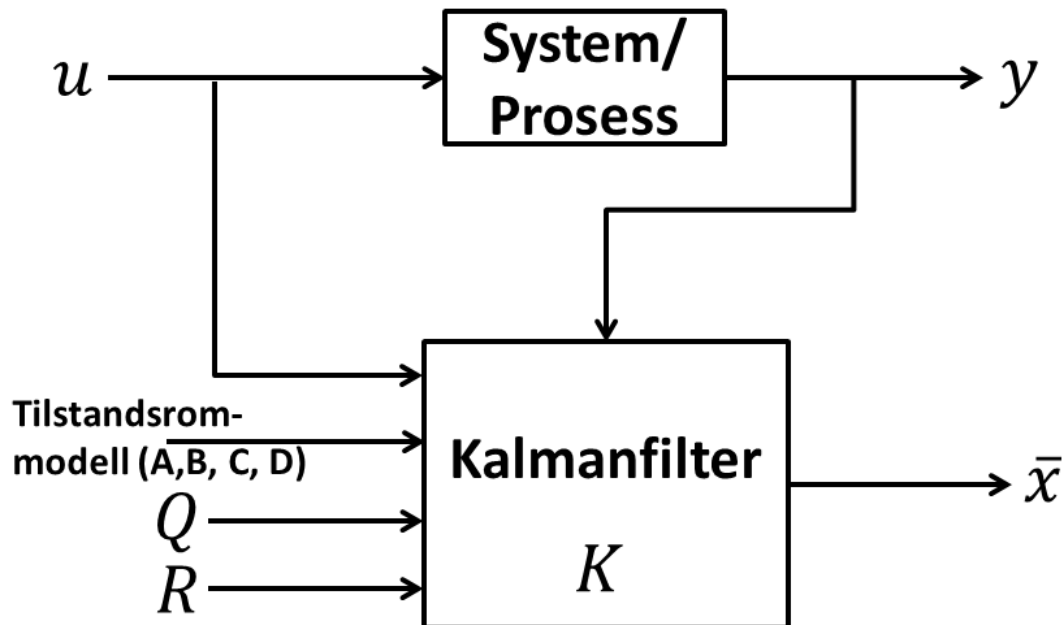 System/
Prosess
u
y
Tilstandsrom-
modell (A,B, C, D)
Q
R
Kalmanfilter
K
x̄